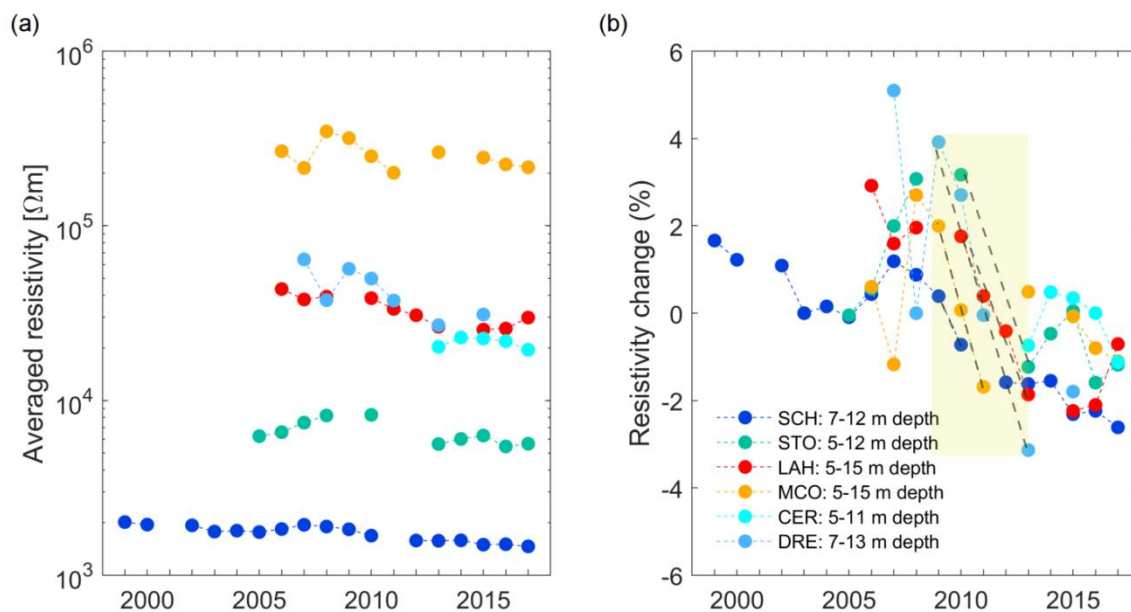 (a)
(b)
Averaged resistivity [Ωm]
10^6
10^5
10^4
10^3
2000 2005 2010 2015
Resistivity change (%)
6
4
2
0
-2
-4
-6
SCH: 7-12 m depth
STO: 5-12 m depth
LAH: 5-15 m depth
MCO: 5-15 m depth
CER: 5-11 m depth
DRE: 7-13 m depth
2000 2005 2010 2015